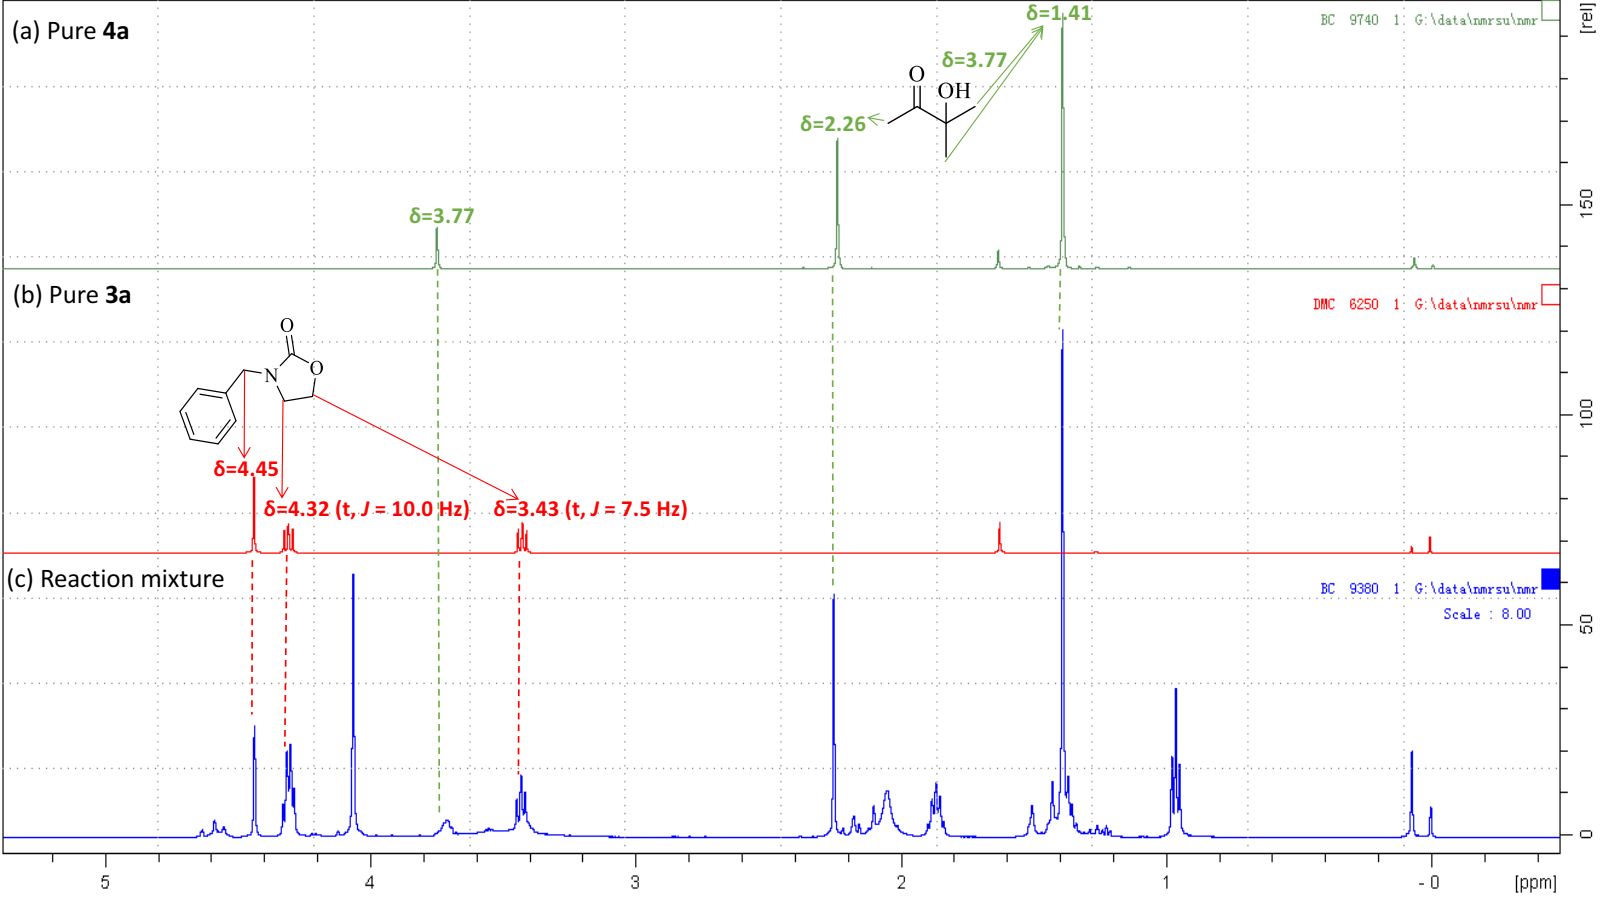 (a) Pure 4a
δ=1.41
BC 9740 1 G:\data\nmrsu\nmr
[rel]
δ=3.77
O
OH
δ=2.26
δ=3.77
150
(b) Pure 3a
DMC 6250 1 G:\data\nmrsu\nmr
O
O
N
100
δ=4.45
δ=4.32 (t, J = 10.0 Hz)
δ=3.43 (t, J = 7.5 Hz)
(c) Reaction mixture
BC 9380 1 G:\data\nmrsu\nmr
Scale : 8.00
50
0
5
4
3
2
1
- 0
[ppm]